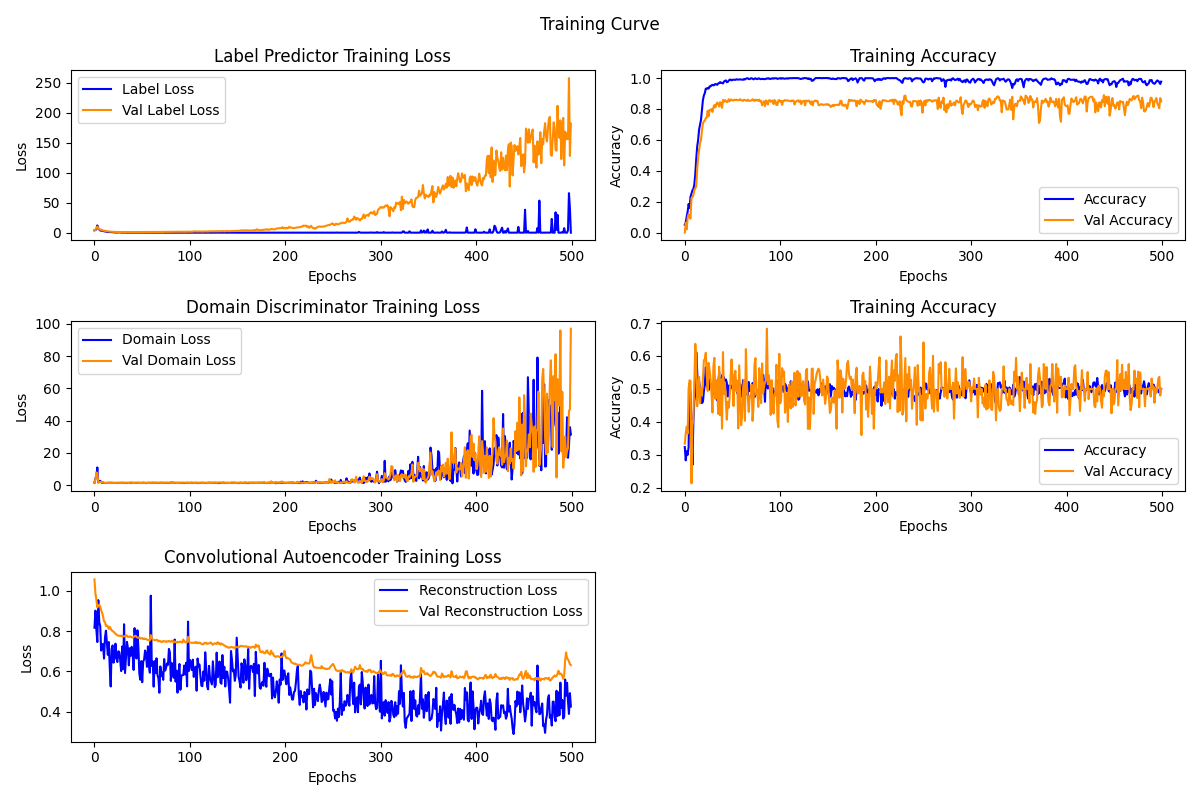 Training Curve
Label Predictor Training Loss
Loss
250
200
150
100
50
0
Label Loss
Val Label Loss
0 100 200 300 400 500
Epochs
Training Accuracy
Accuracy
1.0
0.8
0.6
0.4
0.2
0.0
Accuracy
Val Accuracy
0 100 200 300 400 500
Epochs
Domain Discriminator Training Loss
Loss
100
80
60
40
20
0
Domain Loss
Val Domain Loss
0 100 200 300 400 500
Epochs
Training Accuracy
Accuracy
0.7
0.6
0.5
0.4
0.3
0.2
Accuracy
Val Accuracy
0 100 200 300 400 500
Epochs
Convolutional Autoencoder Training Loss
Loss
1.0
0.8
0.6
0.4
Reconstruction Loss
Val Reconstruction Loss
0 100 200 300 400 500
Epochs